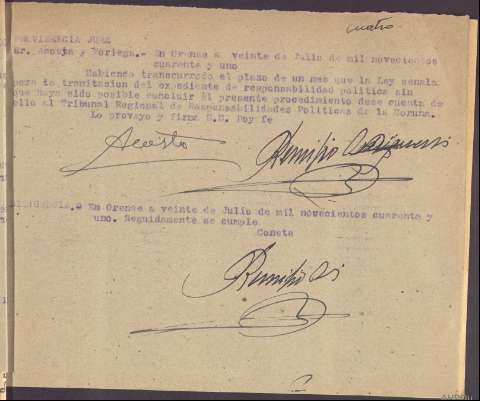 cuatro
PROVIDENCIA JUEZ
Sr. Acosta y Noriega.- En Orense a veinte de Julio de mil novecientos
cuarenta y uno
Habiendo transcurrido el plazo de un mes que la Ley señala
para la tramitacion del expediente de responsabilidad politica sin
que haya sido posible concluir el presente procedimiento dese cuenta de
ello al Tribunal Regional de Responsabilidades Politicas de la Coruña.
Lo proveyo y firma S.S. Doy fe
Acosta
Remigio
DILIGENCIA.- En Orense a veinte de Julio de mil novecientos cuarenta y
uno. Seguidamente se cumple
Conste
Remigio